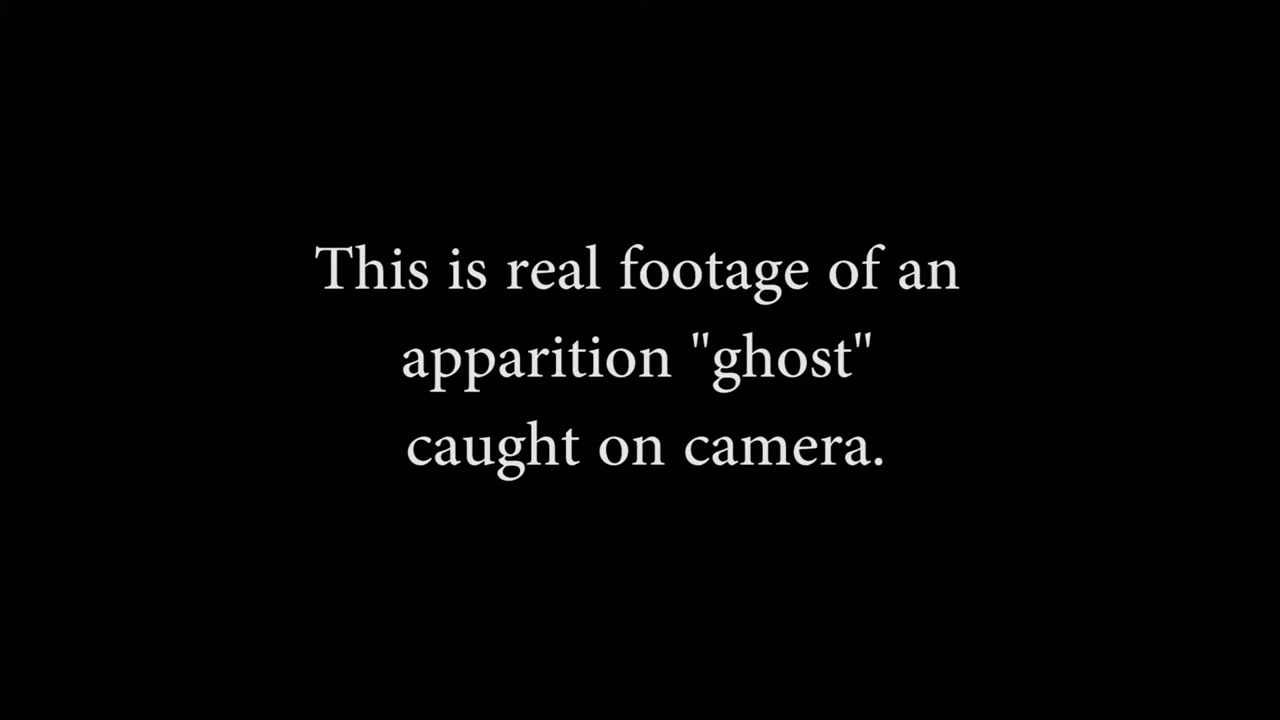 This is real footage of an
apparition "ghost"
caught on camera.